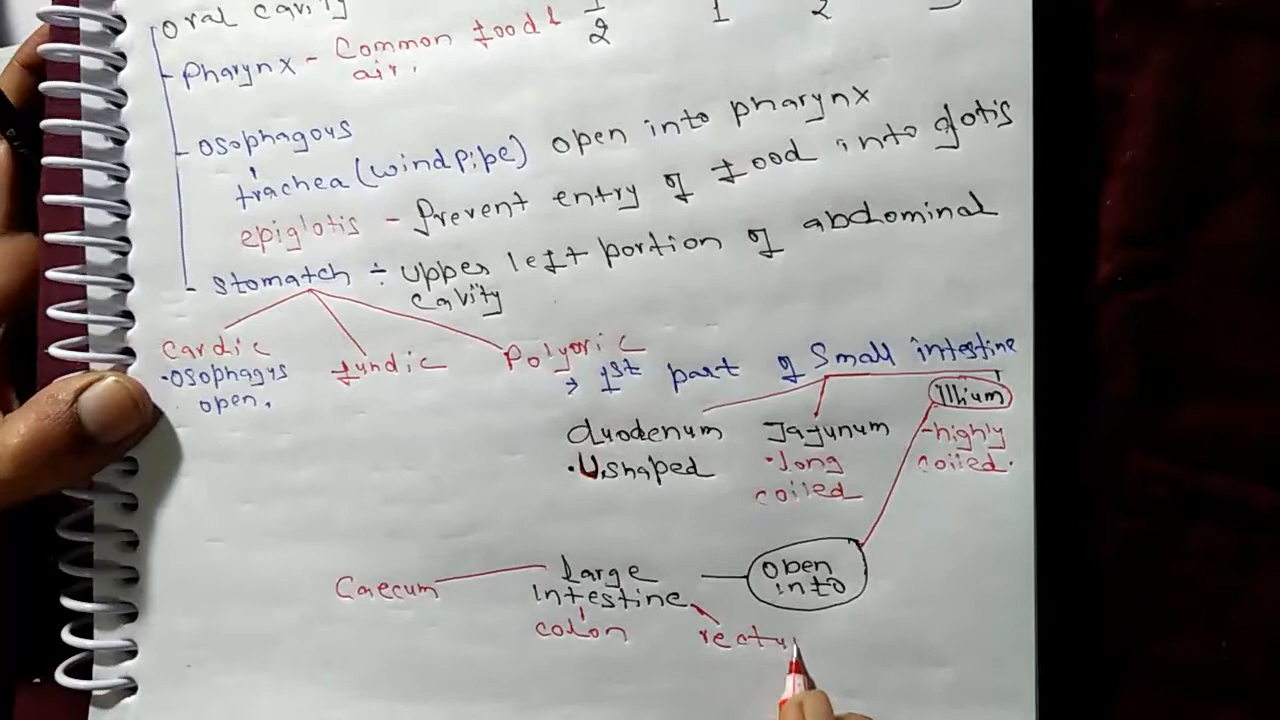 oral cavity
1/2 1 2
Pharynx - Common food &
air.
osophagous
trachea (windpipe) open into pharynx
epiglotis - Prevent entry of food into glotis
stomatch ÷ upper left portion of abdominal
cavity
Cardic fundic Polyoric
•osophagus
open.
→ 1st part of Small intestine
duodenum Jajunum Illium
•U.shaped •long
coiled
-highly
coiled.
Caecum large
intestine
open
into
colon rectu